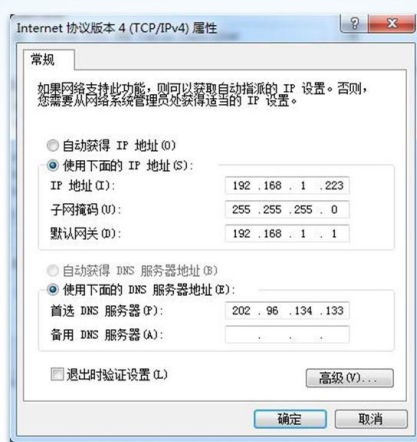 Internet 协议版本 4 (TCP/IPv4) 属性
常规
如果网络支持此功能，则可以获取自动指派的 IP 设置。否则，
您需要从网络系统管理员处获得适当的 IP 设置。
自动获得 IP 地址(O)
使用下面的 IP 地址(S):
IP 地址(I): 192 .168 . 1 .223
子网掩码(U): 255 .255 .255 . 0
默认网关(D): 192 .168 . 1 . 1
自动获得 DNS 服务器地址(B)
使用下面的 DNS 服务器地址(E):
首选 DNS 服务器(P): 202 . 96 .134 .133
备用 DNS 服务器(A): . . .
退出时验证设置(L)
高级(V)...
确定 取消